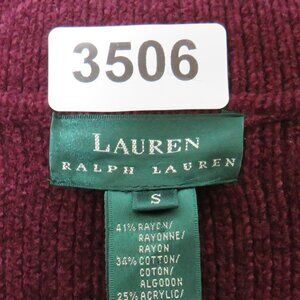 3506
LAUREN
RALPH LAUREN
S
41% RAYON/
RAYONNE/
RAYON
34% COTTON/
COTON/
ALGODON
25% ACRYLIC/